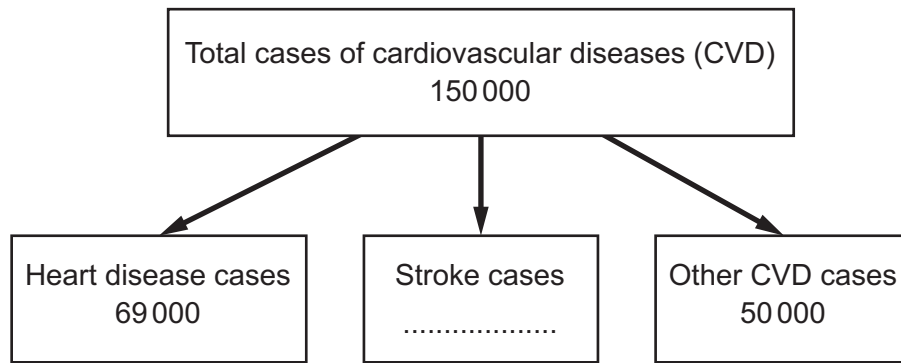 Total cases of cardiovascular diseases (CVD)
150 000
Heart disease cases
69 000
Stroke cases
...................
Other CVD cases
50 000